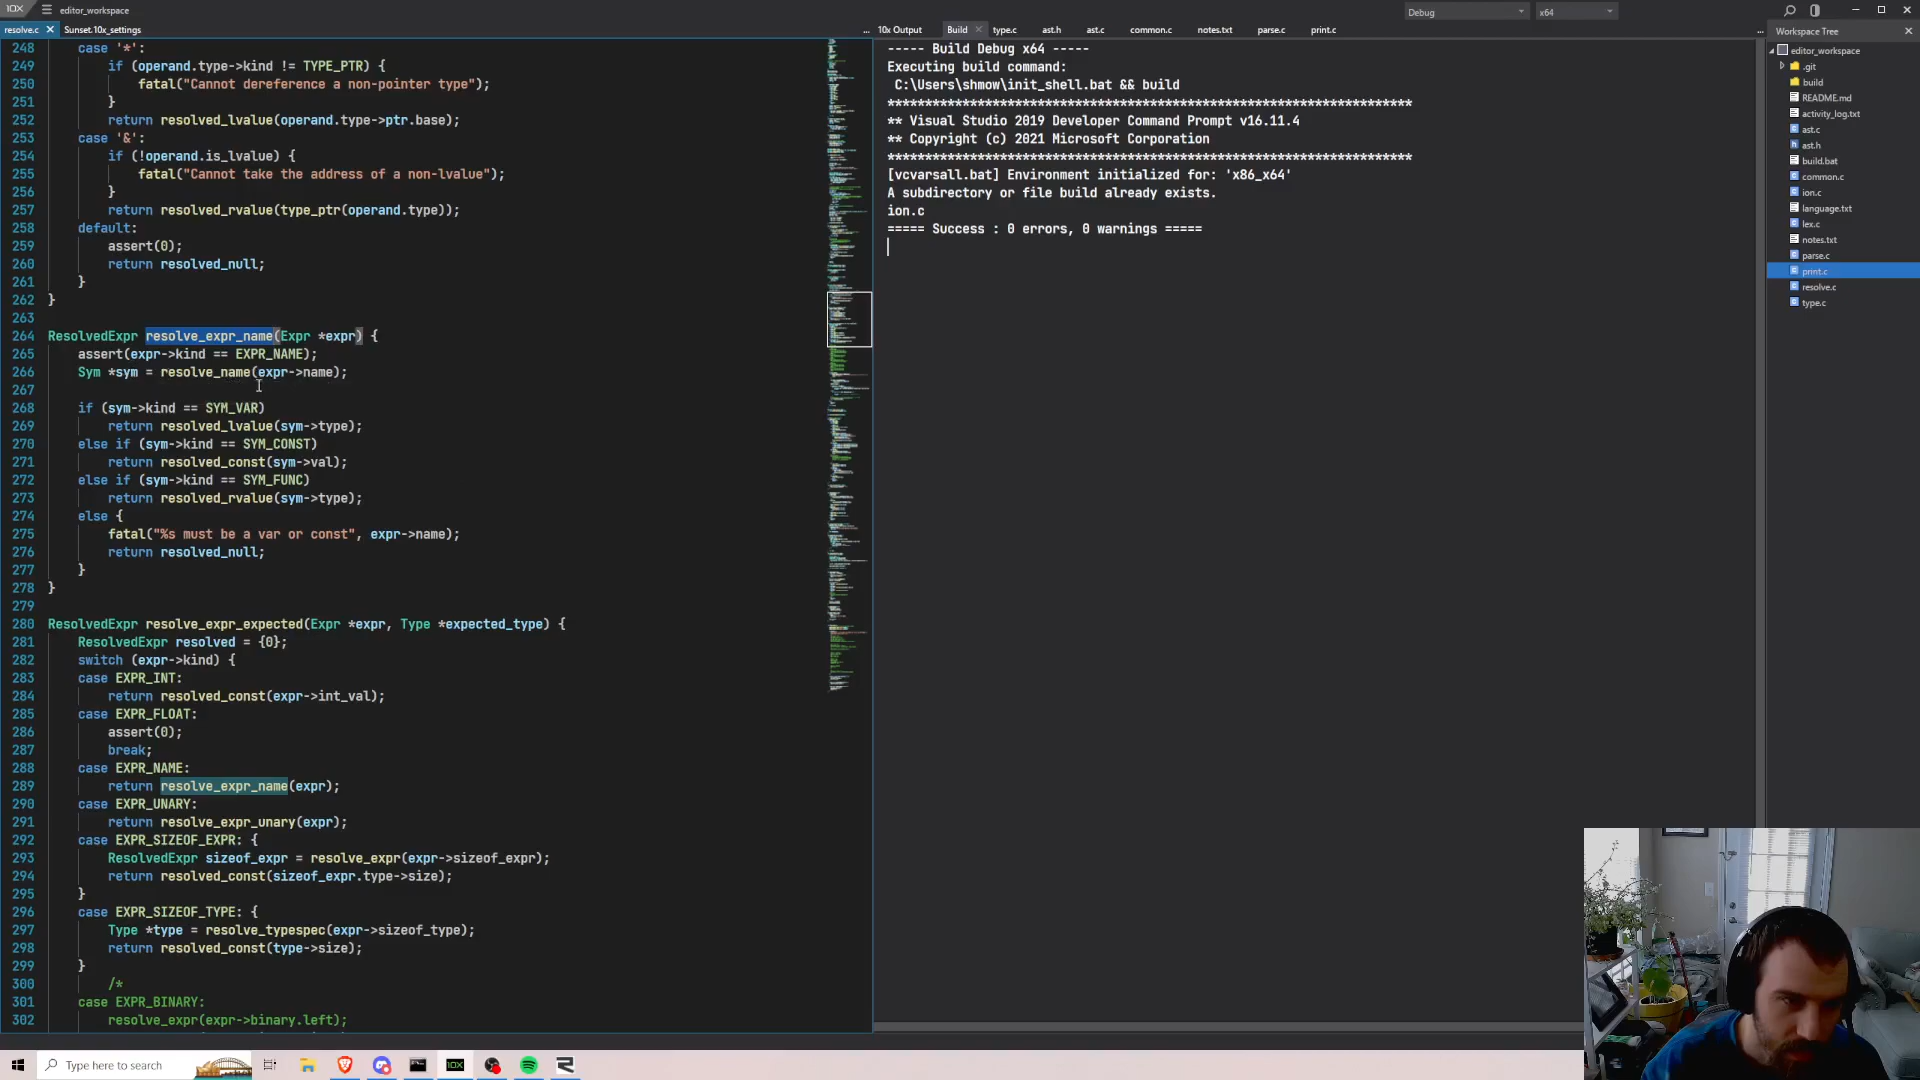 10X
editor_workspace
Debug
x64
resolve.c
Sunset.10x_settings
...
10x Output
Build
type.c
ast.h
ast.c
common.c
notes.txt
parse.c
print.c
...
Workspace Tree
248 case '*':
249 if (operand.type->kind != TYPE_PTR) {
250 fatal("Cannot dereference a non-pointer type");
251 }
252 return resolved_lvalue(operand.type->ptr.base);
253 case '&':
254 if (!operand.is_lvalue) {
255 fatal("Cannot take the address of a non-lvalue");
256 }
257 return resolved_rvalue(type_ptr(operand.type));
258 default:
259 assert(0);
260 return resolved_null;
261 }
262 }
263
264 ResolvedExpr resolve_expr_name(Expr *expr) {
265 assert(expr->kind == EXPR_NAME);
266 Sym *sym = resolve_name(expr->name);
267
268 if (sym->kind == SYM_VAR)
269 return resolved_lvalue(sym->type);
270 else if (sym->kind == SYM_CONST)
271 return resolved_const(sym->val);
272 else if (sym->kind == SYM_FUNC)
273 return resolved_rvalue(sym->type);
274 else {
275 fatal("%s must be a var or const", expr->name);
276 return resolved_null;
277 }
278 }
279
280 ResolvedExpr resolve_expr_expected(Expr *expr, Type *expected_type) {
281 ResolvedExpr resolved = {0};
282 switch (expr->kind) {
283 case EXPR_INT:
284 return resolved_const(expr->int_val);
285 case EXPR_FLOAT:
286 assert(0);
287 break;
288 case EXPR_NAME:
289 return resolve_expr_name(expr);
290 case EXPR_UNARY:
291 return resolve_expr_unary(expr);
292 case EXPR_SIZEOF_EXPR: {
293 ResolvedExpr sizeof_expr = resolve_expr(expr->sizeof_expr);
294 return resolved_const(sizeof_expr.type->size);
295 }
296 case EXPR_SIZEOF_TYPE: {
297 Type *type = resolve_typespec(expr->sizeof_type);
298 return resolved_const(type->size);
299 }
300 /*
301 case EXPR_BINARY:
302 resolve_expr(expr->binary.left);
----- Build Debug x64 -----
Executing build command:
C:\Users\shmow\init_shell.bat && build
**********************************************************************
** Visual Studio 2019 Developer Command Prompt v16.11.4
** Copyright (c) 2021 Microsoft Corporation
**********************************************************************
[vcvarsall.bat] Environment initialized for: 'x86_x64'
A subdirectory or file build already exists.
ion.c
===== Success : 0 errors, 0 warnings =====
editor_workspace
.git
build
README.md
activity_log.txt
ast.c
ast.h
build.bat
common.c
ion.c
language.txt
lex.c
notes.txt
parse.c
print.c
resolve.c
type.c
Type here to search
10X